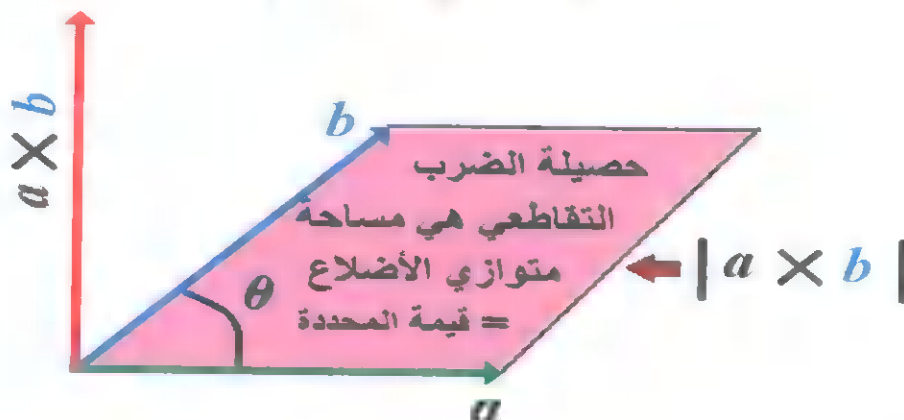 a × b
b
حصيلة الضرب
التقاطعي هي مساحة
متوازي الأضلاع
= قيمة المحددة
θ
| a × b |
a